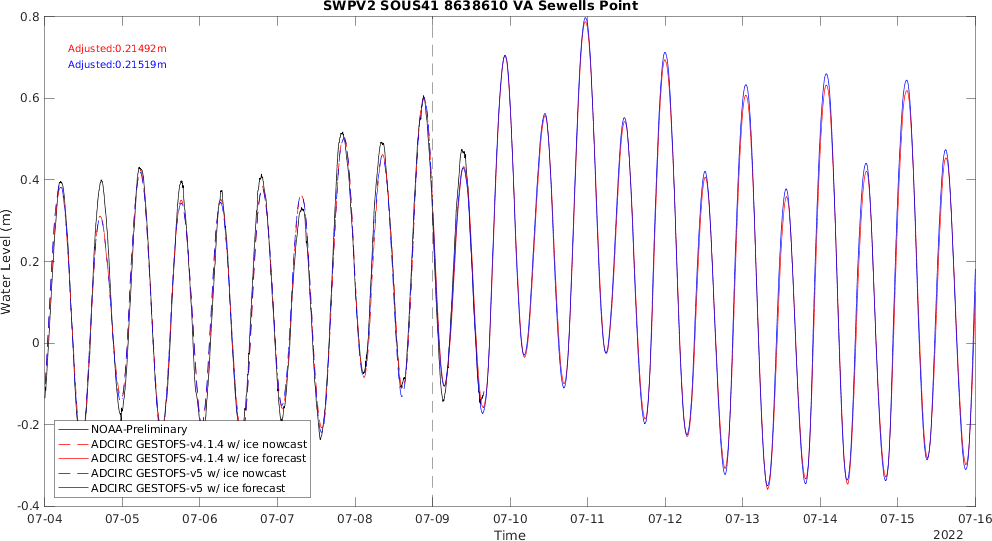 SWPV2 SOUS41 8638610 VA Sewells Point
0.8
0.6
0.4
0.2
0
-0.2
-0.4
Water Level (m)
Adjusted:0.21492m
Adjusted:0.21519m
NOAA-Preliminary
ADCIRC GESTOFS-v4.1.4 w/ ice nowcast
ADCIRC GESTOFS-v4.1.4 w/ ice forecast
ADCIRC GESTOFS-v5 w/ ice nowcast
ADCIRC GESTOFS-v5 w/ ice forecast
07-04 07-05 07-06 07-07 07-08 07-09 07-10 07-11 07-12 07-13 07-14 07-15 07-16
Time
2022